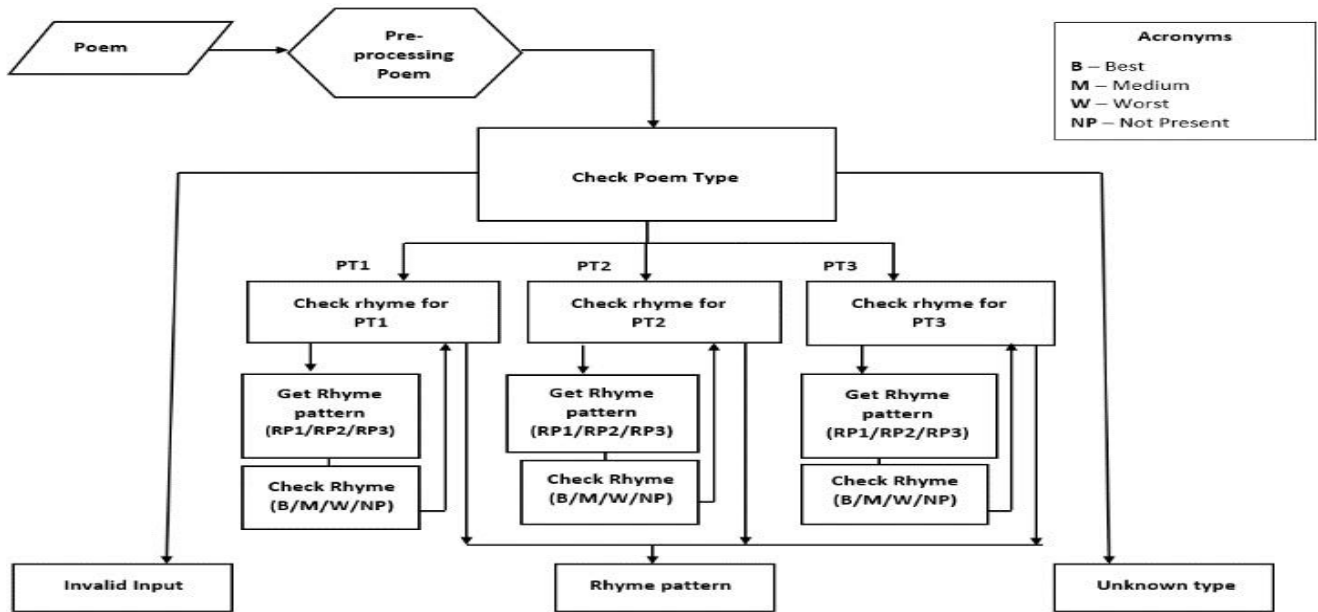 Poem
Pre-
processing
Poem
Acronyms
B – Best
M – Medium
W – Worst
NP – Not Present
Check Poem Type
PT1
PT2
PT3
Check rhyme for
PT1
Check rhyme for
PT2
Check rhyme for
PT3
Get Rhyme
pattern
(RP1/RP2/RP3)
Get Rhyme
pattern
(RP1/RP2/RP3)
Get Rhyme
pattern
(RP1/RP2/RP3)
Check Rhyme
(B/M/W/NP)
Check Rhyme
(B/M/W/NP)
Check Rhyme
(B/M/W/NP)
Invalid Input
Rhyme pattern
Unknown type